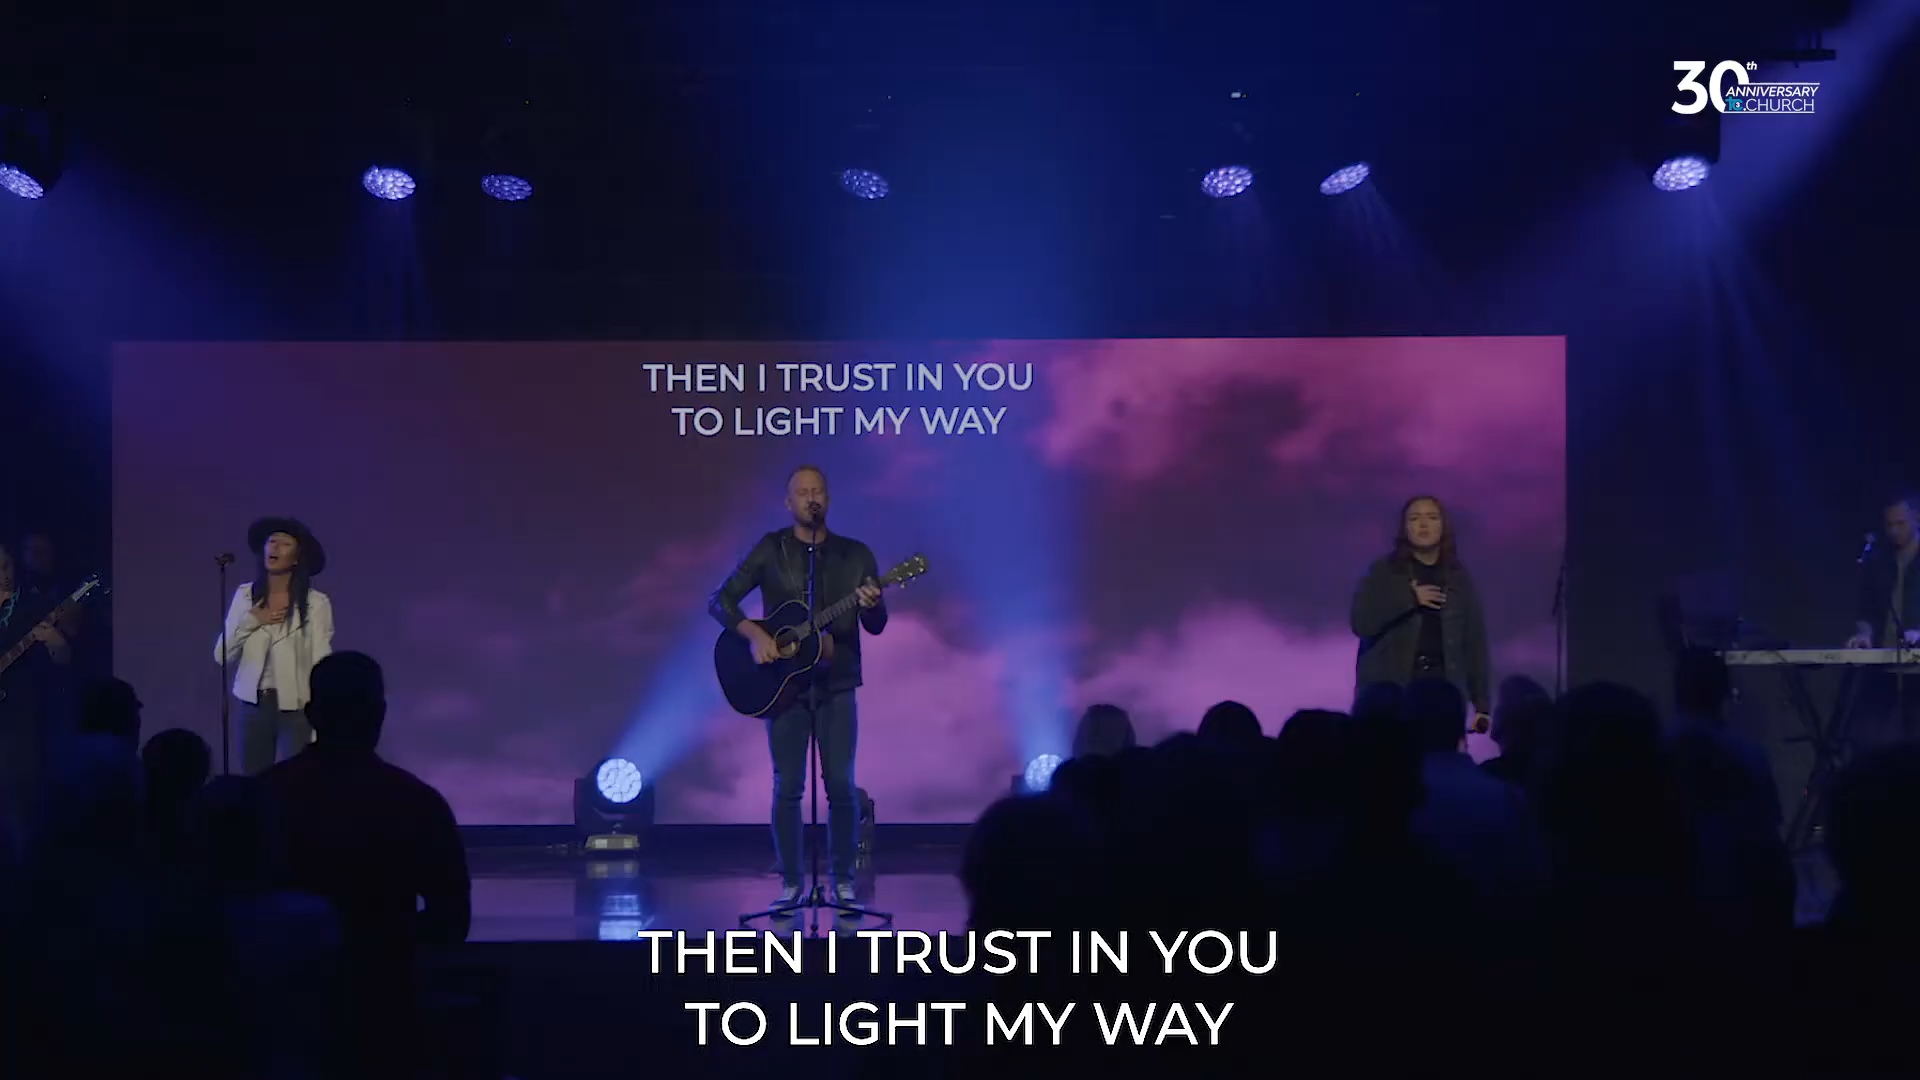 30th
ANNIVERSARY
.CHURCH
THEN I TRUST IN YOU
TO LIGHT MY WAY
THEN I TRUST IN YOU
TO LIGHT MY WAY